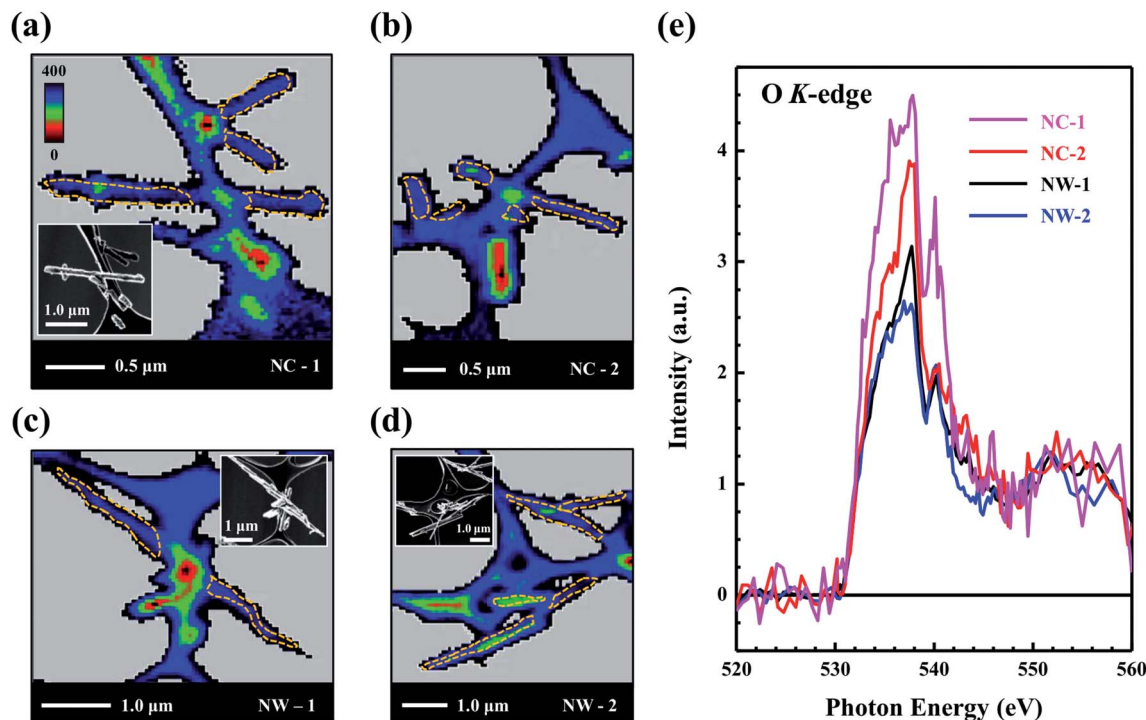 (a)
400
0
1.0 μm
0.5 μm NC - 1
(b)
0.5 μm NC - 2
(c)
1 μm
1.0 μm NW – 1
(d)
1.0 μm
1.0 μm NW - 2
(e)
O K-edge
NC-1
NC-2
NW-1
NW-2
Intensity (a.u.)
4
3
2
1
0
520 530 540 550 560
Photon Energy (eV)